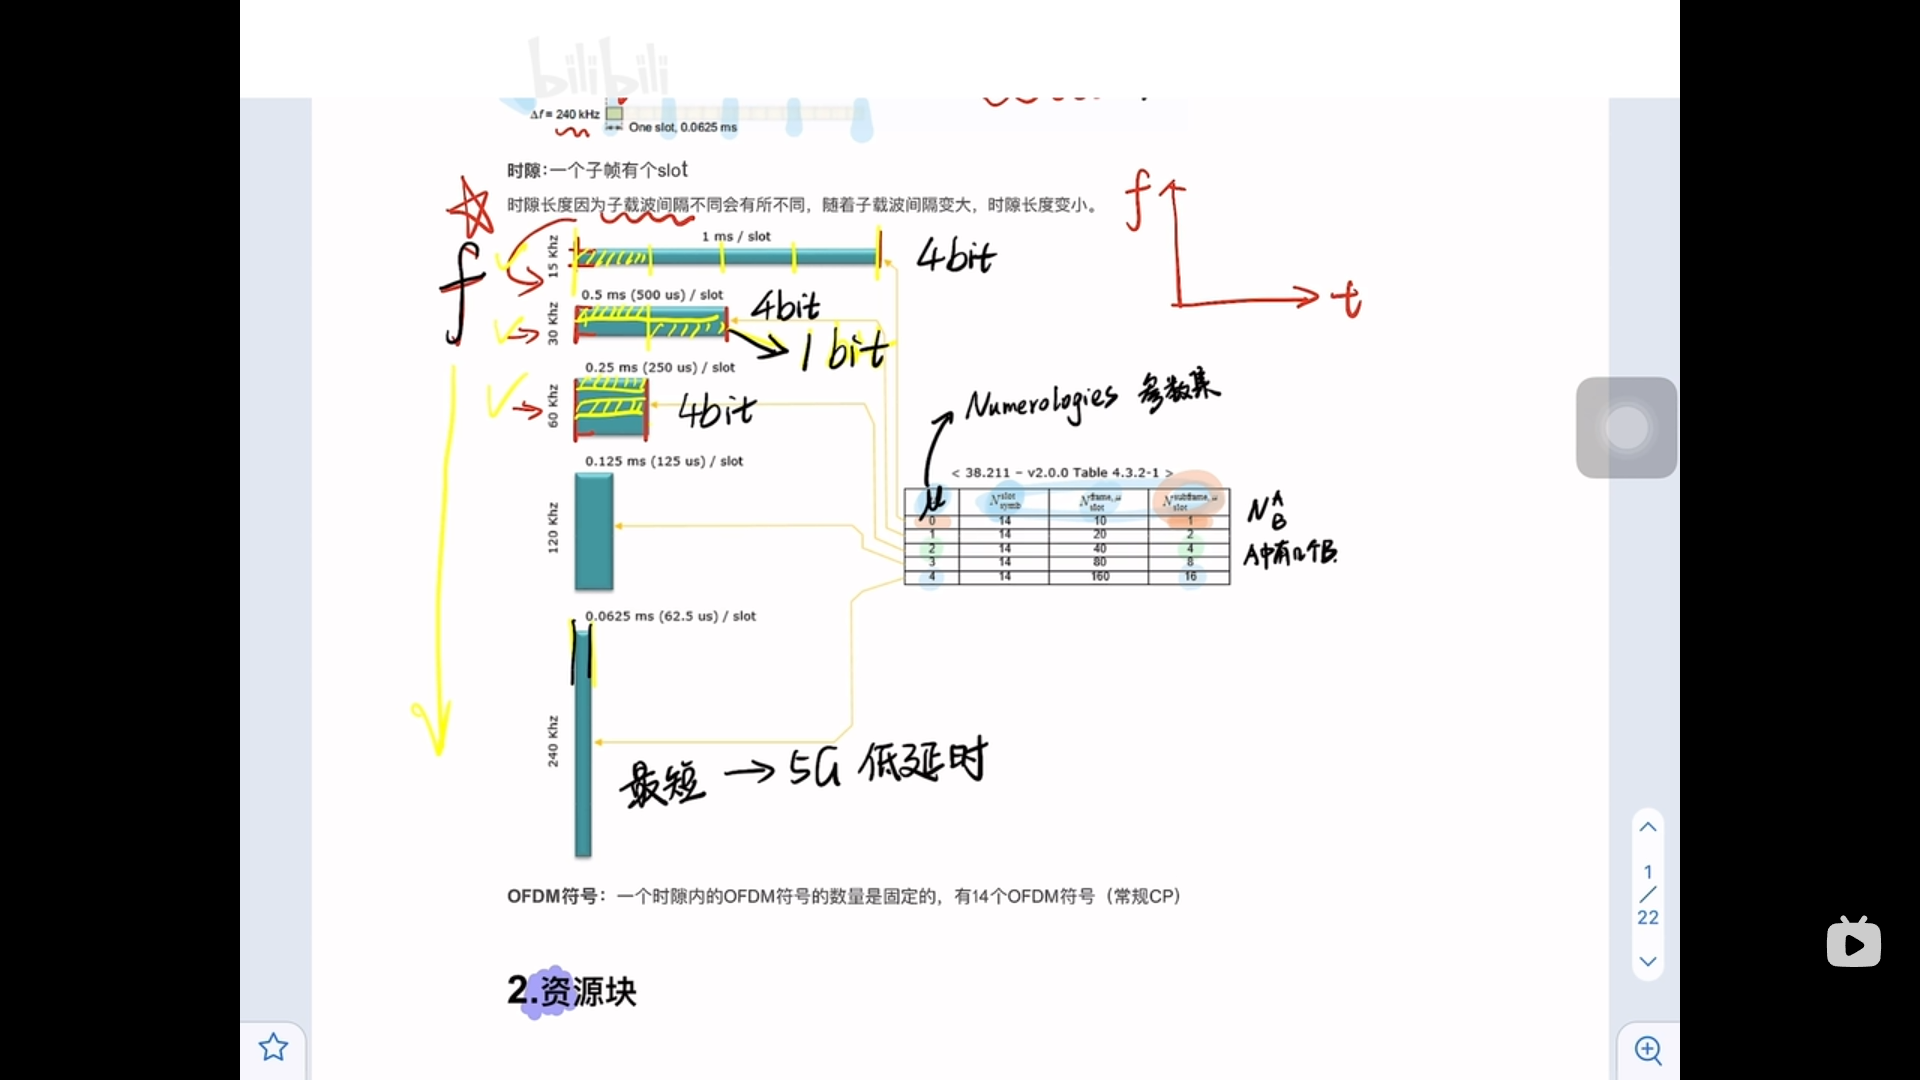 bilibili
Δf = 240 kHz
One slot, 0.0625 ms
时隙:一个子帧有个slot
时隙长度因为子载波间隔不同会有所不同，随着子载波间隔变大，时隙长度变小。
f
t
f
1 ms / slot
15 Khz
4bit
0.5 ms (500 us) / slot
30 Khz
4bit
1 bit
0.25 ms (250 us) / slot
60 Khz
4bit
Numerologies 参数集
0.125 ms (125 us) / slot
120 Khz
< 38.211 – v2.0.0 Table 4.3.2-1 >
μ N slot symb N frame, μ slot N subframe, μ slot
0 14 10 1
1 14 20 2
2 14 40 4
3 14 80 8
4 14 160 16
N A B
A中有n个B.
0.0625 ms (62.5 us) / slot
240 Khz
最短 → 5G 低延时
OFDM符号：一个时隙内的OFDM符号的数量是固定的，有14个OFDM符号（常规CP）
2.资源块
1
/
22